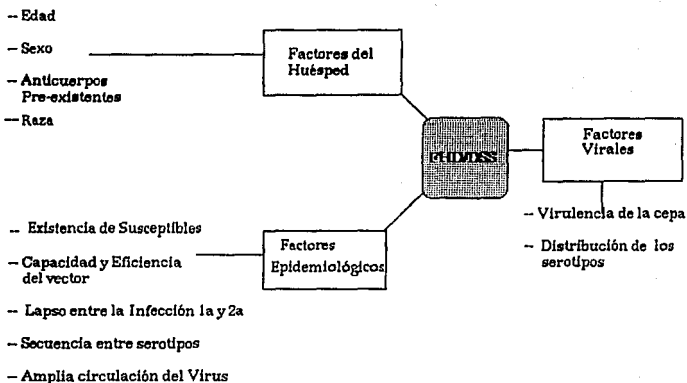 -- Edad
-- Sexo
-- Anticuerpos
Pre-existentes
-- Raza
Factores del
Huésped
Factores
Virales
-- Virulencia de la cepa
-- Distribución de los
serotipos
-- Existencia de Susceptibles
-- Capacidad y Eficiencia
del vector
-- Lapso entre la Infección 1a y 2a
-- Secuencia entre serotipos
-- Amplia circulación del Virus
Factores
Epidemiológicos